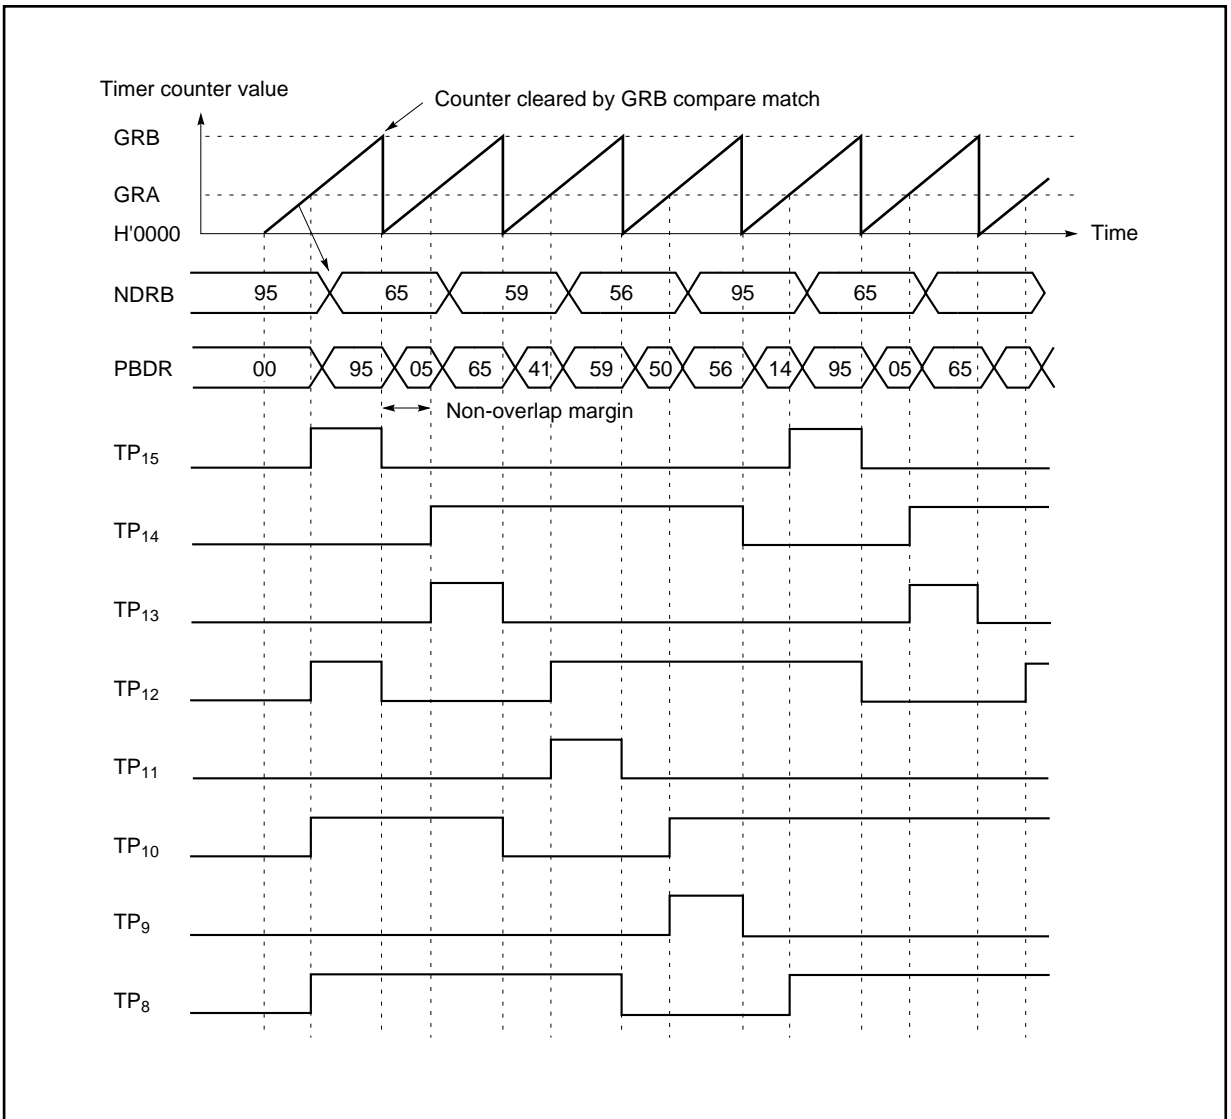 Timer counter value
Counter cleared by GRB compare match
GRB
GRA
H'0000
Time
NDRB 95 65 59 56 95 65
PBDR 00 95 05 65 41 59 50 56 14 95 05 65
Non-overlap margin
TP15
TP14
TP13
TP12
TP11
TP10
TP9
TP8